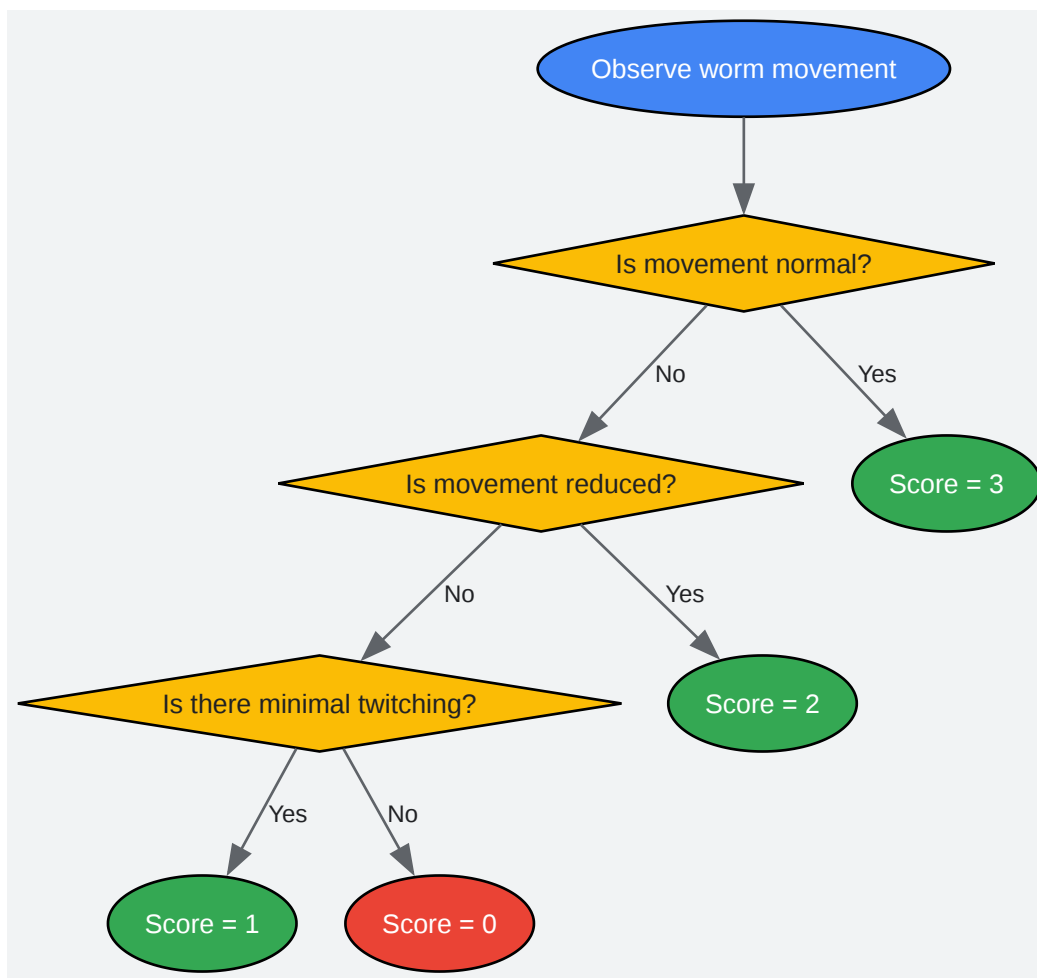 Observe worm movement
Is movement normal?
No
Yes
Is movement reduced?
Score = 3
No
Yes
Is there minimal twitching?
Score = 2
Yes
No
Score = 1
Score = 0